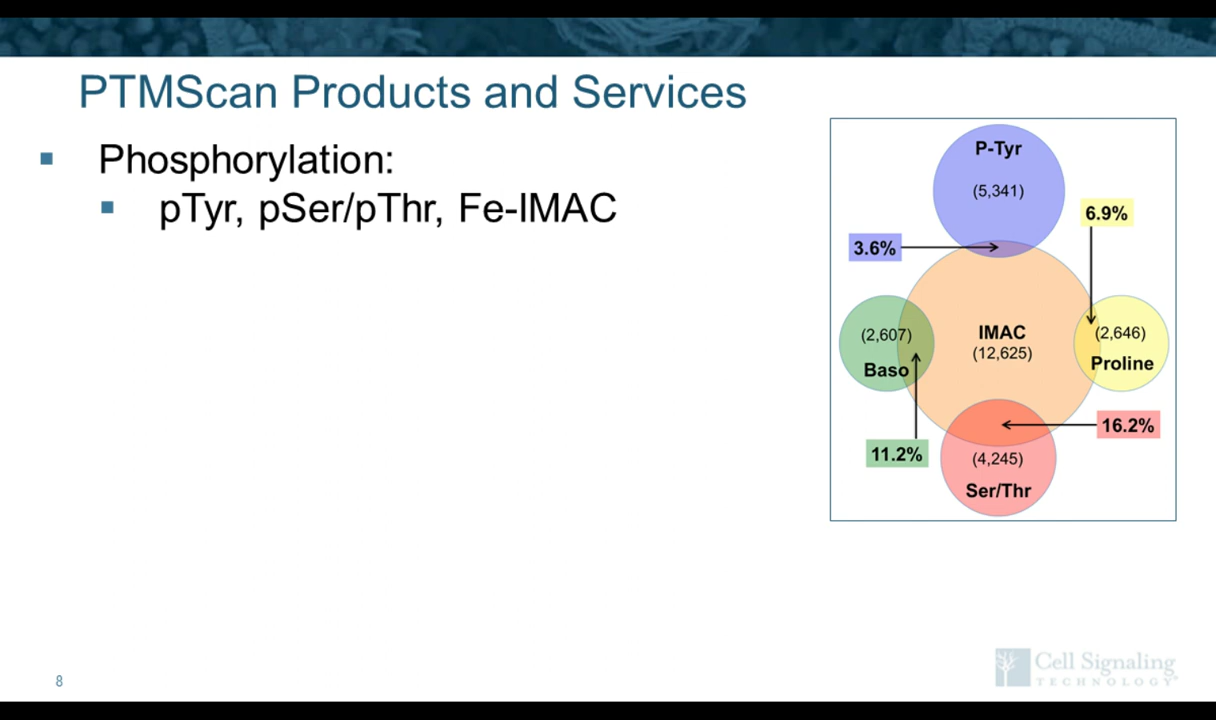 PTMScan Products and Services
Phosphorylation:
pTyr, pSer/pThr, Fe-IMAC
P-Tyr
(5,341)
6.9%
3.6%
IMAC
(12,625)
(2,607)
Baso
(2,646)
Proline
16.2%
11.2%
(4,245)
Ser/Thr
8
Cell Signaling
TECHNOLOGY®